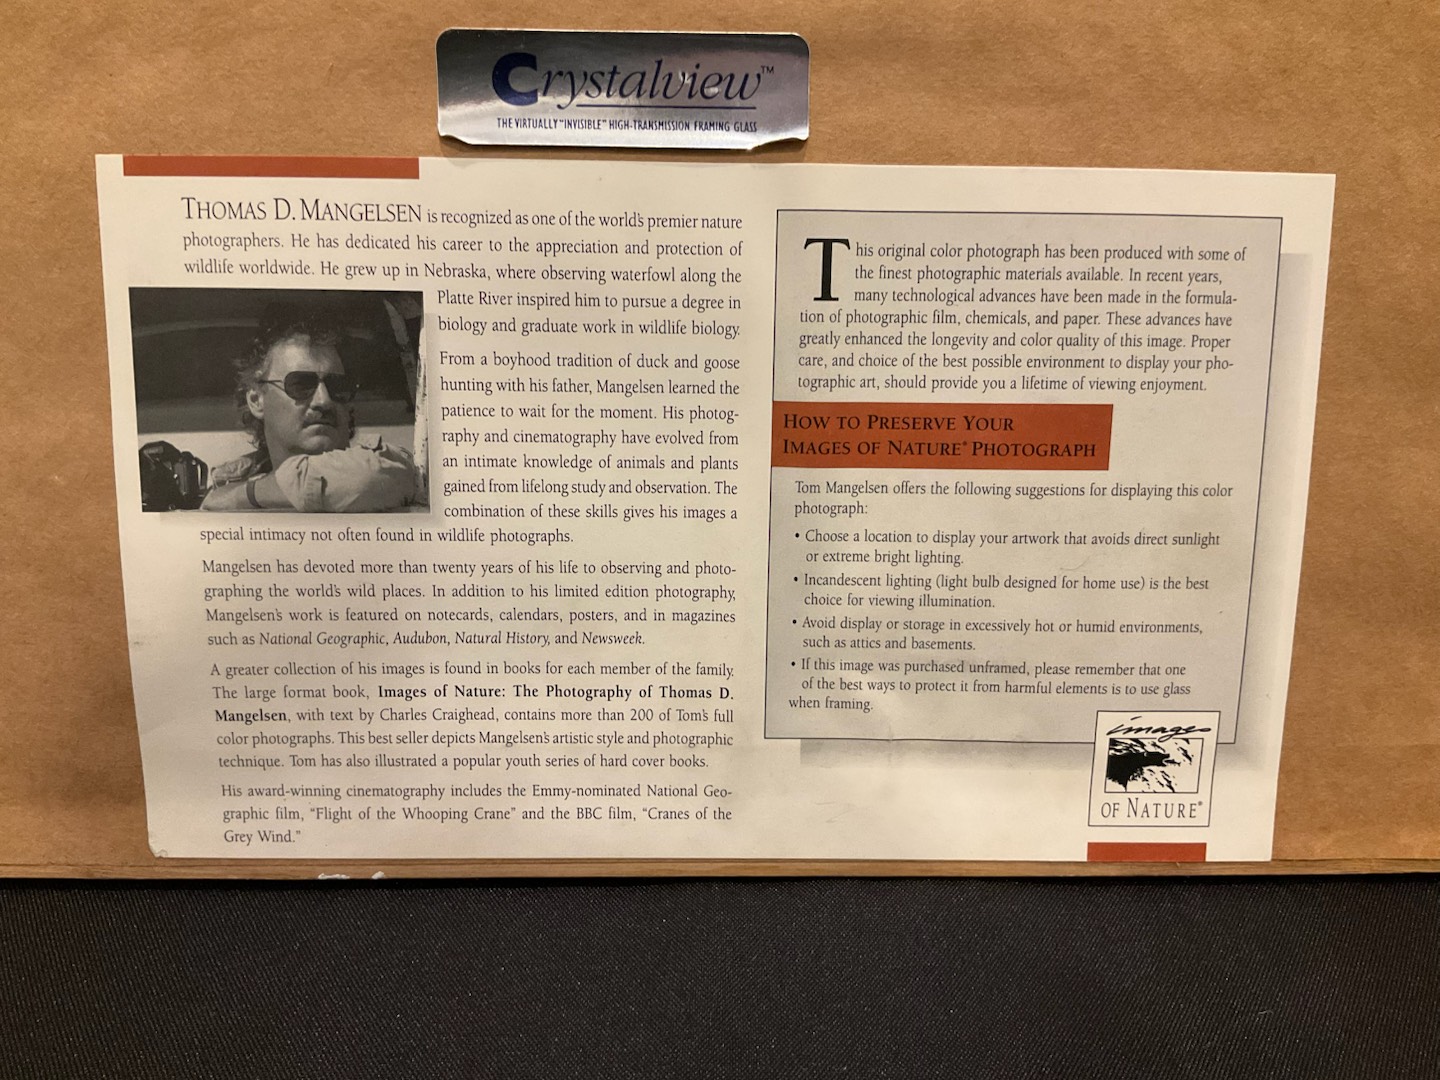 Crystalview™
THE VIRTUALLY "INVISIBLE" HIGH-TRANSMISSION FRAMING GLASS
THOMAS D. MANGELSEN is recognized as one of the world's premier nature
photographers. He has dedicated his career to the appreciation and protection of
wildlife worldwide. He grew up in Nebraska, where observing waterfowl along the
Platte River inspired him to pursue a degree in
biology and graduate work in wildlife biology.
From a boyhood tradition of duck and goose
hunting with his father, Mangelsen learned the
patience to wait for the moment. His photog-
raphy and cinematography have evolved from
an intimate knowledge of animals and plants
gained from lifelong study and observation. The
combination of these skills gives his images a
special intimacy not often found in wildlife photographs.
Mangelsen has devoted more than twenty years of his life to observing and photo-
graphing the world's wild places. In addition to his limited edition photography,
Mangelsen's work is featured on notecards, calendars, posters, and in magazines
such as National Geographic, Audubon, Natural History, and Newsweek.
A greater collection of his images is found in books for each member of the family.
The large format book, Images of Nature: The Photography of Thomas D.
Mangelsen, with text by Charles Craighead, contains more than 200 of Tom's full
color photographs. This best seller depicts Mangelsen's artistic style and photographic
technique. Tom has also illustrated a popular youth series of hard cover books.
His award-winning cinematography includes the Emmy-nominated National Geo-
graphic film, "Flight of the Whooping Crane" and the BBC film, "Cranes of the
Grey Wind."
This original color photograph has been produced with some of
the finest photographic materials available. In recent years,
many technological advances have been made in the formula-
tion of photographic film, chemicals, and paper. These advances have
greatly enhanced the longevity and color quality of this image. Proper
care, and choice of the best possible environment to display your pho-
tographic art, should provide you a lifetime of viewing enjoyment.
HOW TO PRESERVE YOUR
IMAGES OF NATURE® PHOTOGRAPH
Tom Mangelsen offers the following suggestions for displaying this color
photograph:
• Choose a location to display your artwork that avoids direct sunlight
or extreme bright lighting.
• Incandescent lighting (light bulb designed for home use) is the best
choice for viewing illumination.
• Avoid display or storage in excessively hot or humid environments,
such as attics and basements.
• If this image was purchased unframed, please remember that one
of the best ways to protect it from harmful elements is to use glass
when framing.
images
OF NATURE®